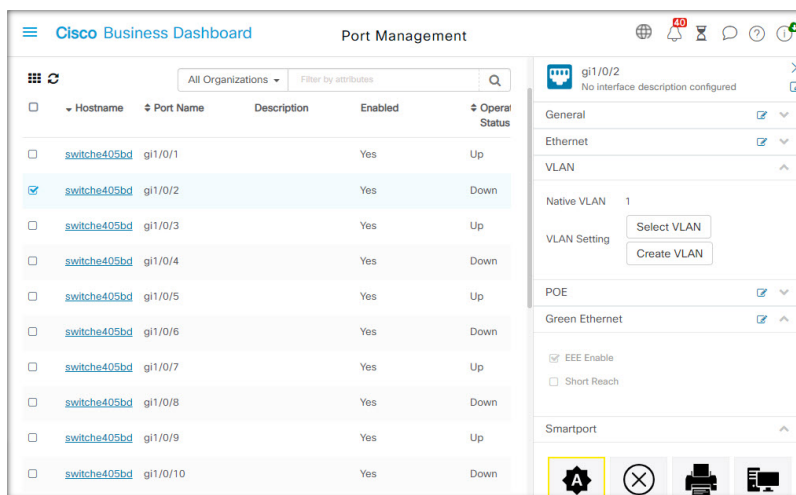 Cisco Business Dashboard
Port Management
40
All Organizations
Filter by attributes
Hostname Port Name Description Enabled Operat
Status
switche405bd gi1/0/1 Yes Up
switche405bd gi1/0/2 Yes Down
switche405bd gi1/0/3 Yes Up
switche405bd gi1/0/4 Yes Down
switche405bd gi1/0/5 Yes Up
switche405bd gi1/0/6 Yes Down
switche405bd gi1/0/7 Yes Up
switche405bd gi1/0/8 Yes Down
switche405bd gi1/0/9 Yes Up
switche405bd gi1/0/10 Yes Down
gi1/0/2
No interface description configured
General
Ethernet
VLAN
Native VLAN 1
VLAN Setting
Select VLAN
Create VLAN
POE
Green Ethernet
EEE Enable
Short Reach
Smartport
A